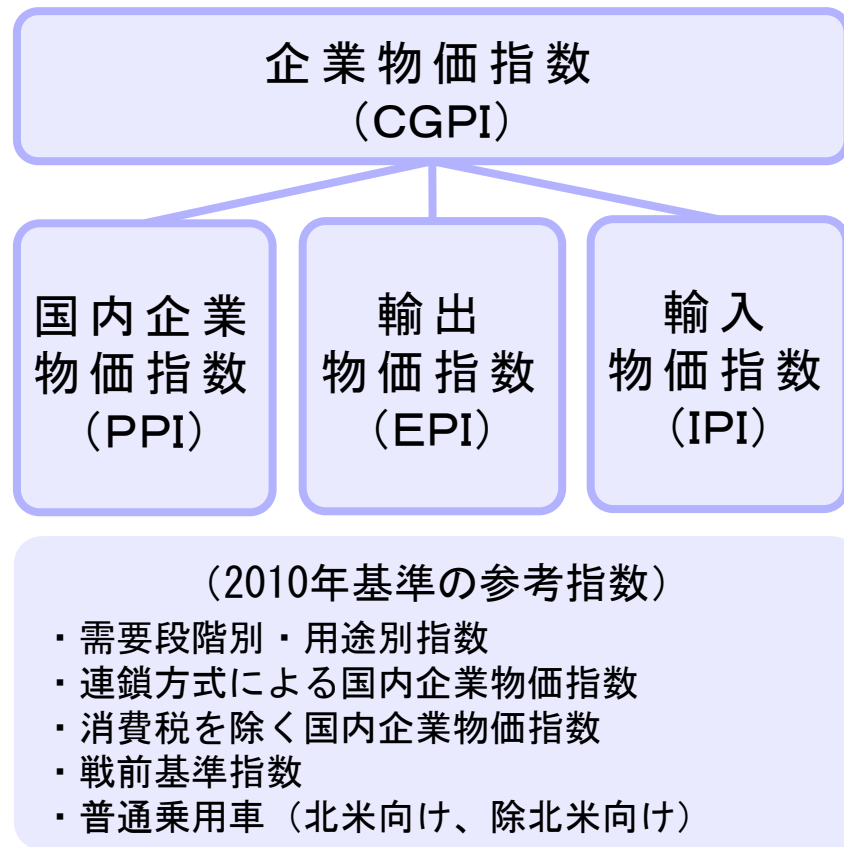 企業物価指数
（CGPI）
国内企業
物価指数
（PPI）
輸出
物価指数
（EPI）
輸入
物価指数
（IPI）
（2010年基準の参考指数）
・需要段階別・用途別指数
・連鎖方式による国内企業物価指数
・消費税を除く国内企業物価指数
・戦前基準指数
・普通乗用車（北米向け、除北米向け）